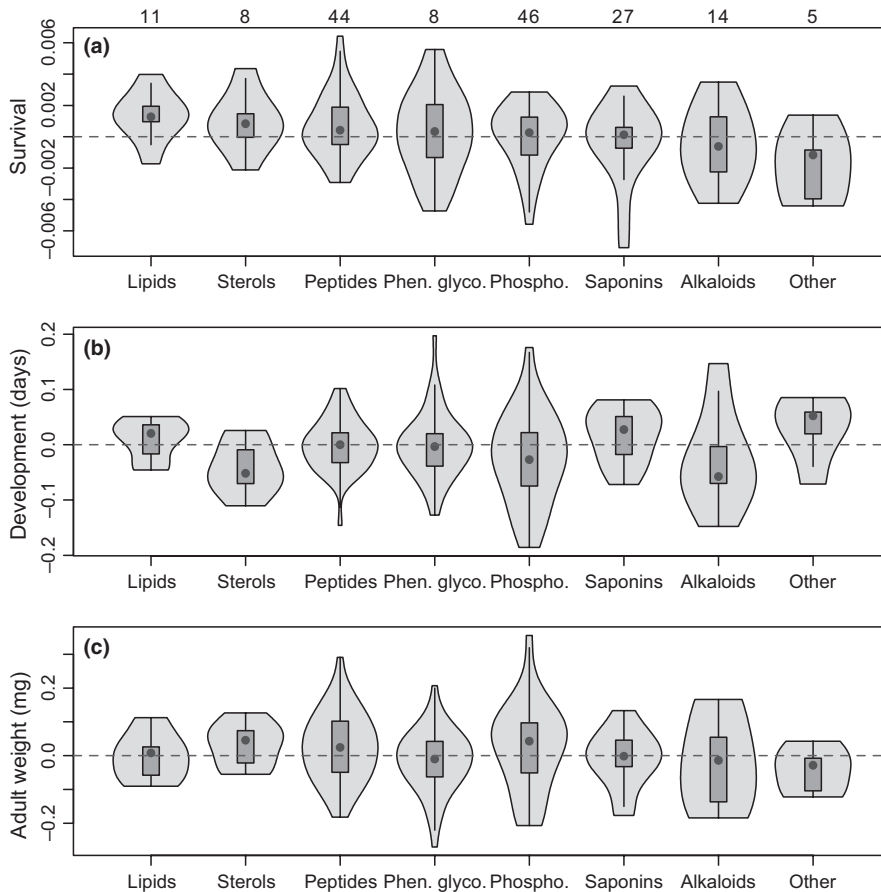 11 8 44 8 46 27 14 5
(a)
Survival
0.006
0.002
−0.002
−0.006
Lipids Sterols Peptides Phen. glyco. Phospho. Saponins Alkaloids Other
(b)
Development (days)
0.2
0.1
0.0
−0.1
−0.2
Lipids Sterols Peptides Phen. glyco. Phospho. Saponins Alkaloids Other
(c)
Adult weight (mg)
0.2
0.0
−0.2
Lipids Sterols Peptides Phen. glyco. Phospho. Saponins Alkaloids Other